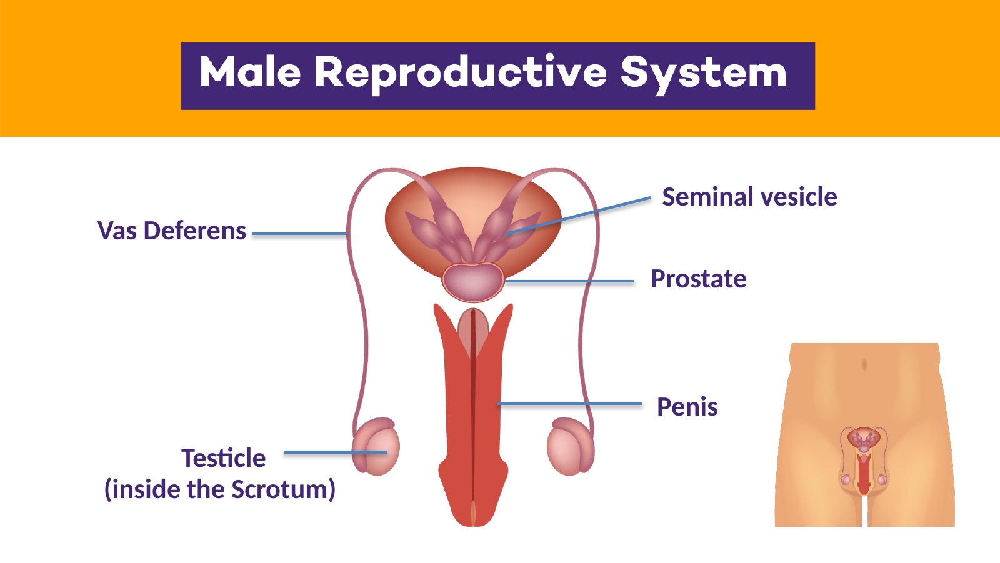 Male Reproductive System
Seminal vesicle
Vas Deferens
Prostate
Penis
Testicle
(inside the Scrotum)